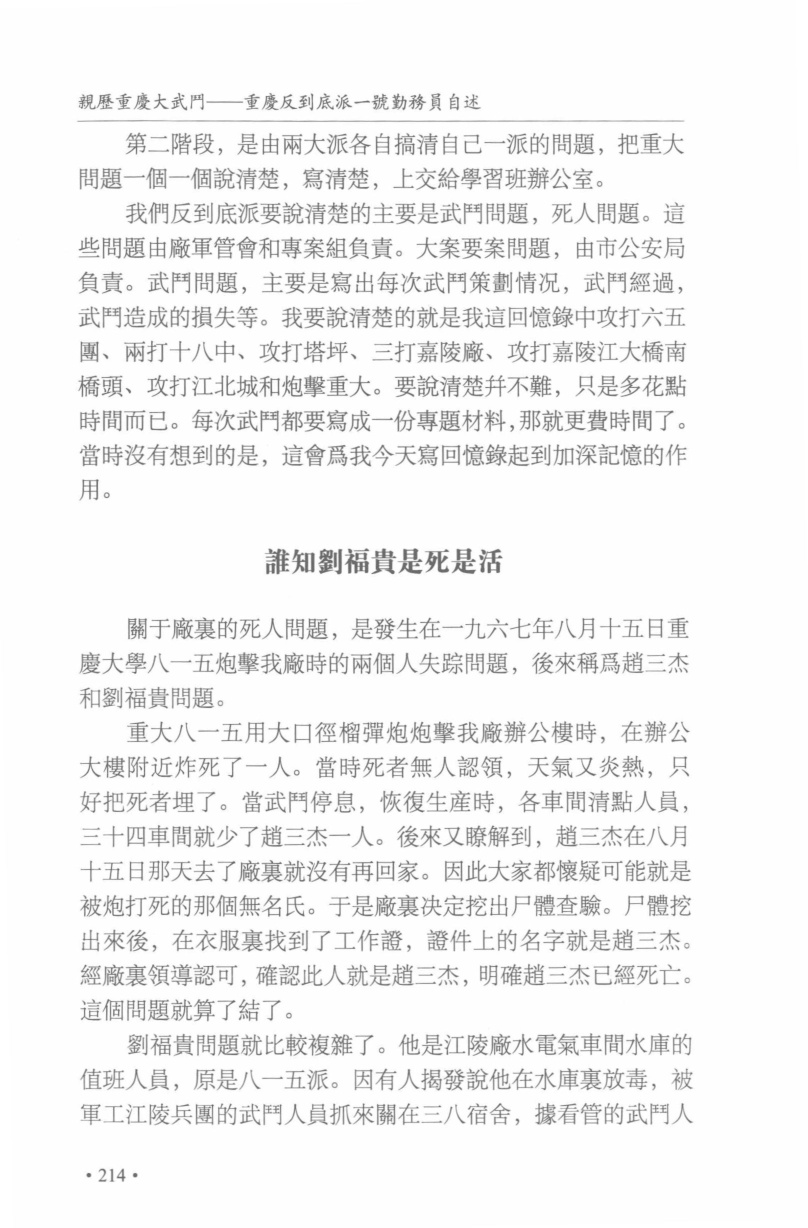 親歷重慶大武鬥——重慶反到底派一號勤務員自述
第二階段，是由兩大派各自搞清自己一派的問題，把重大
問題一個一個說清楚，寫清楚，上交給學習班辦公室。
我們反到底派要說清楚的主要是武鬥問題，死人問題。這
些問題由廠軍管會和專案組負責。大案要案問題，由市公安局
負責。武鬥問題，主要是寫出每次武鬥策劃情况，武鬥經過，
武鬥造成的損失等。我要說清楚的就是我這回憶錄中攻打六五
團、兩打十八中、攻打塔坪、三打嘉陵廠、攻打嘉陵江大橋南
橋頭、攻打江北城和炮擊重大。要說清楚并不難，只是多花點
時間而已。每次武鬥都要寫成一份專題材料，那就更費時間了。
當時沒有想到的是，這會爲我今天寫回憶錄起到加深記憶的作
用。
誰知劉福貴是死是活
關于廠裏的死人問題，是發生在一九六七年八月十五日重
慶大學八一五炮擊我廠時的兩個人失踪問題，後來稱爲趙三杰
和劉福貴問題。
重大八一五用大口徑榴彈炮炮擊我廠辦公樓時，在辦公
大樓附近炸死了一人。當時死者無人認領，天氣又炎熱，只
好把死者埋了。當武鬥停息，恢復生産時，各車間清點人員，
三十四車間就少了趙三杰一人。後來又瞭解到，趙三杰在八月
十五日那天去了廠裏就沒有再回家。因此大家都懷疑可能就是
被炮打死的那個無名氏。于是廠裏决定挖出尸體查驗。尸體挖
出來後，在衣服裏找到了工作證，證件上的名字就是趙三杰。
經廠裏領導認可，確認此人就是趙三杰，明確趙三杰已經死亡。
這個問題就算了結了。
劉福貴問題就比較複雜了。他是江陵廠水電氣車間水庫的
值班人員，原是八一五派。因有人揭發說他在水庫裏放毒，被
軍工江陵兵團的武鬥人員抓來關在三八宿舍，據看管的武鬥人
•214•